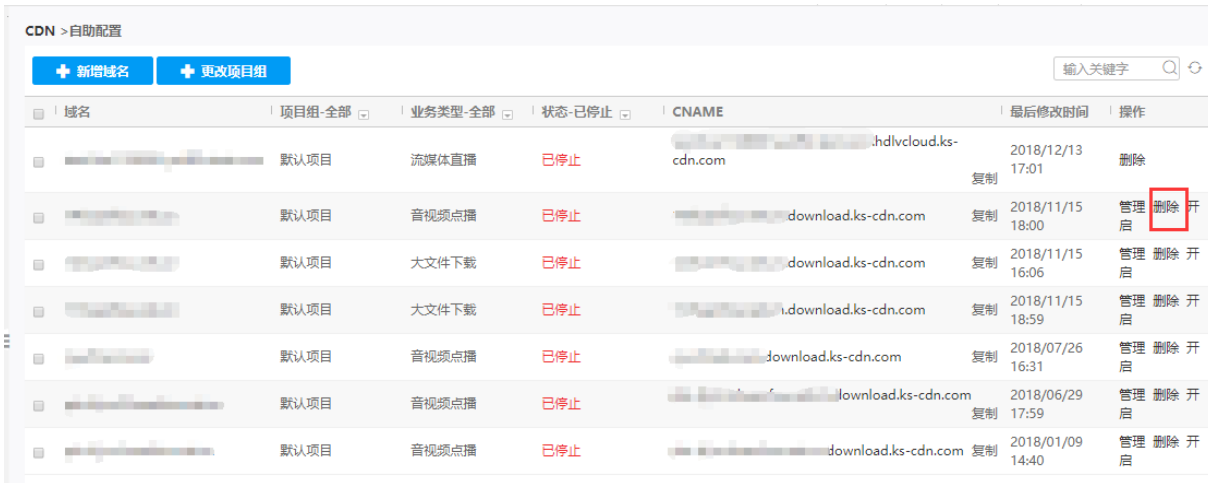 CDN >自助配置
新增域名 更改项目组 输入关键字
域名 项目组-全部 业务类型-全部 状态-已停止 CNAME 最后修改时间 操作
.hdlvcloud.ks-
默认项目 流媒体直播 已停止 cdn.com 2018/12/13 删除
复制 17:01
默认项目 音视频点播 已停止 download.ks-cdn.com 复制 2018/11/15 管理 删除 开
18:00 启
默认项目 大文件下载 已停止 download.ks-cdn.com 复制 2018/11/15 管理 删除 开
16:06 启
默认项目 大文件下载 已停止 .download.ks-cdn.com 复制 2018/11/15 管理 删除 开
18:59 启
默认项目 音视频点播 已停止 download.ks-cdn.com 复制 2018/07/26 管理 删除 开
16:31 启
默认项目 音视频点播 已停止 download.ks-cdn.com 2018/06/29 管理 删除 开
复制 17:59 启
默认项目 音视频点播 已停止 download.ks-cdn.com 复制 2018/01/09 管理 删除 开
14:40 启